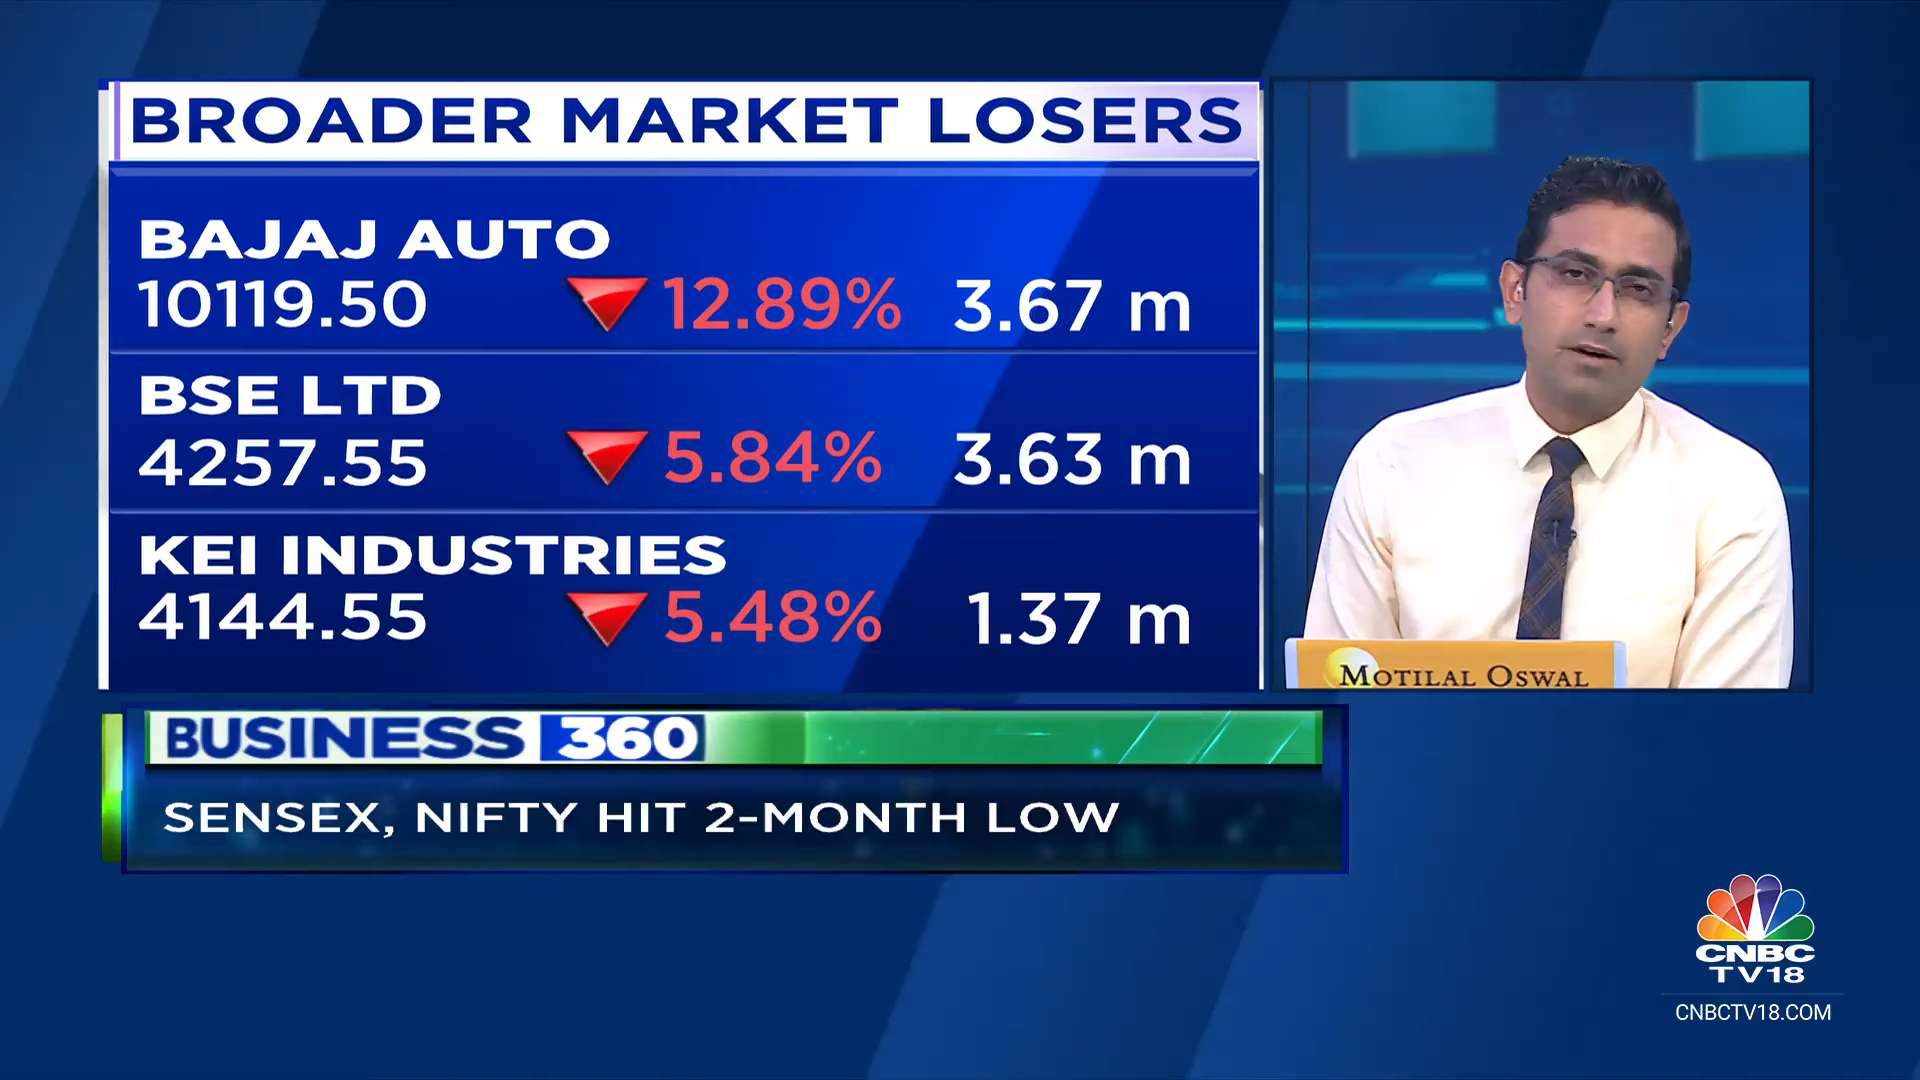 BROADER MARKET LOSERS
BAJAJ AUTO
10119.50 12.89% 3.67 m
BSE LTD
4257.55 5.84% 3.63 m
KEI INDUSTRIES
4144.55 5.48% 1.37 m
MOTILAL OSWAL
BUSINESS 360
SENSEX, NIFTY HIT 2-MONTH LOW
CNBC
TV18
CNBCTV18.COM